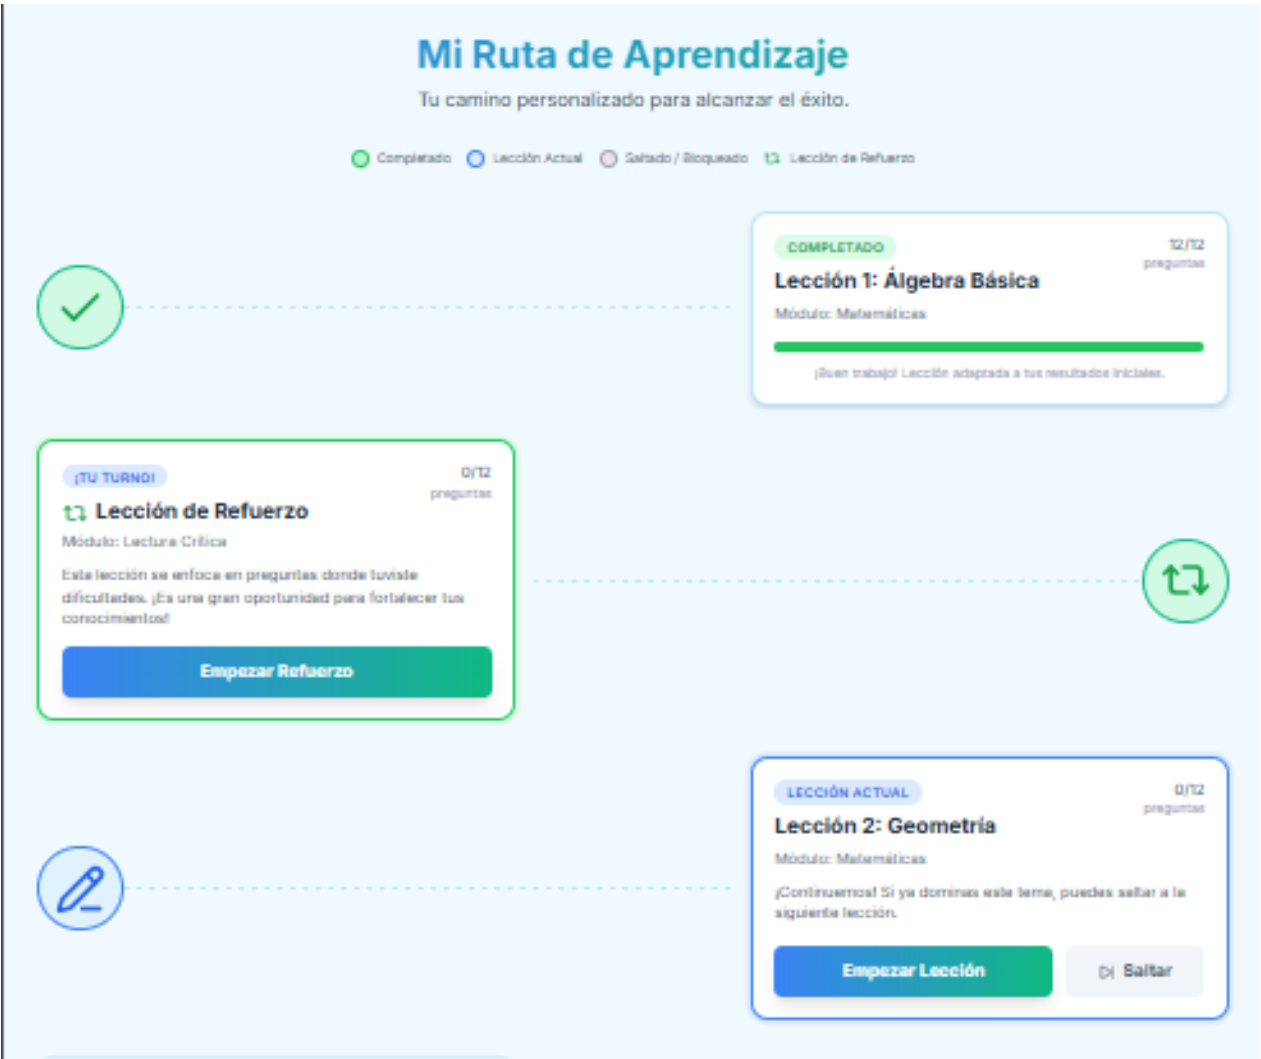 Mi Ruta de Aprendizaje
Tu camino personalizado para alcanzar el éxito.
Completado Lección Actual Saltado / Bloqueado Lección de Refuerzo
COMPLETADO
12/12
preguntas
Lección 1: Álgebra Básica
Módulo: Matemáticas
¡Buen trabajo! Lección adaptada a tus resultados iniciales.
¡TU TURNO!
0/12
preguntas
Lección de Refuerzo
Módulo: Lectura Crítica
Esta lección se enfoca en preguntas donde tuviste
dificultades. ¡Es una gran oportunidad para fortalecer tus
conocimientos!
Empezar Refuerzo
LECCIÓN ACTUAL
0/12
preguntas
Lección 2: Geometría
Módulo: Matemáticas
¡Continuemos! Si ya dominas este tema, puedes saltar a la
siguiente lección.
Empezar Lección
Saltar